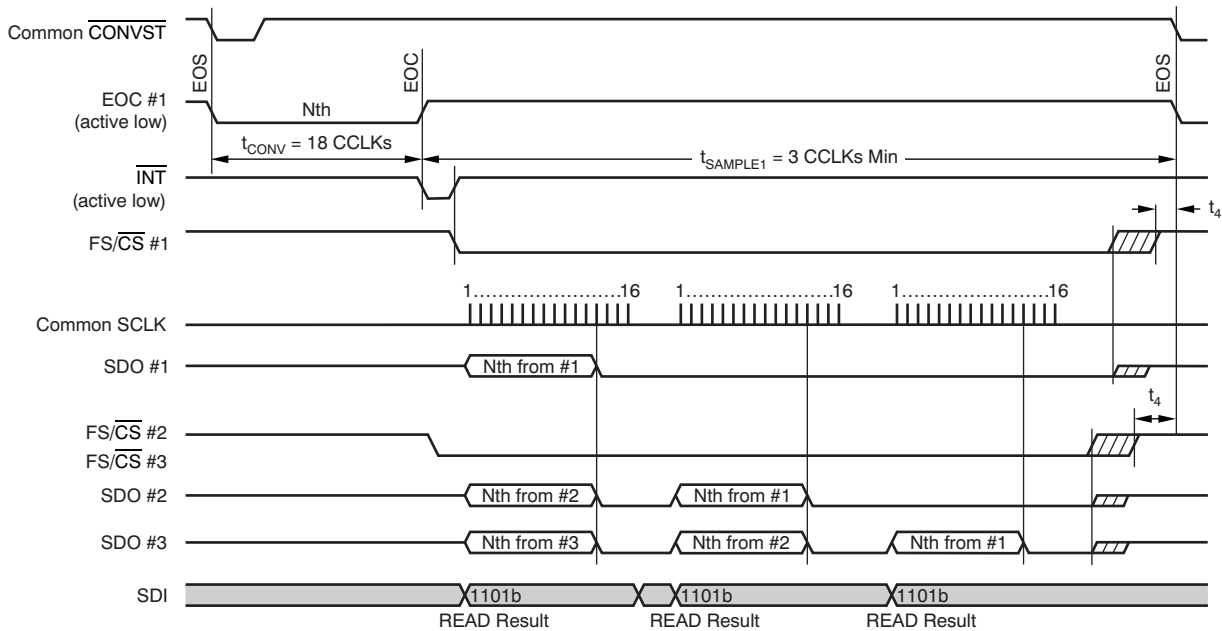 Common CONVST
EOS
EOC
EOS
EOC #1
(active low)
Nth
tCONV = 18 CCLKs
tSAMPLE1 = 3 CCLKs Min
INT
(active low)
t4
FS/CS #1
1.......................16 1.......................16 1.......................16
Common SCLK
SDO #1
Nth from #1
t4
FS/CS #2
FS/CS #3
SDO #2
Nth from #2 Nth from #1
SDO #3
Nth from #3 Nth from #2 Nth from #1
SDI
1101b 1101b 1101b
READ Result READ Result READ Result